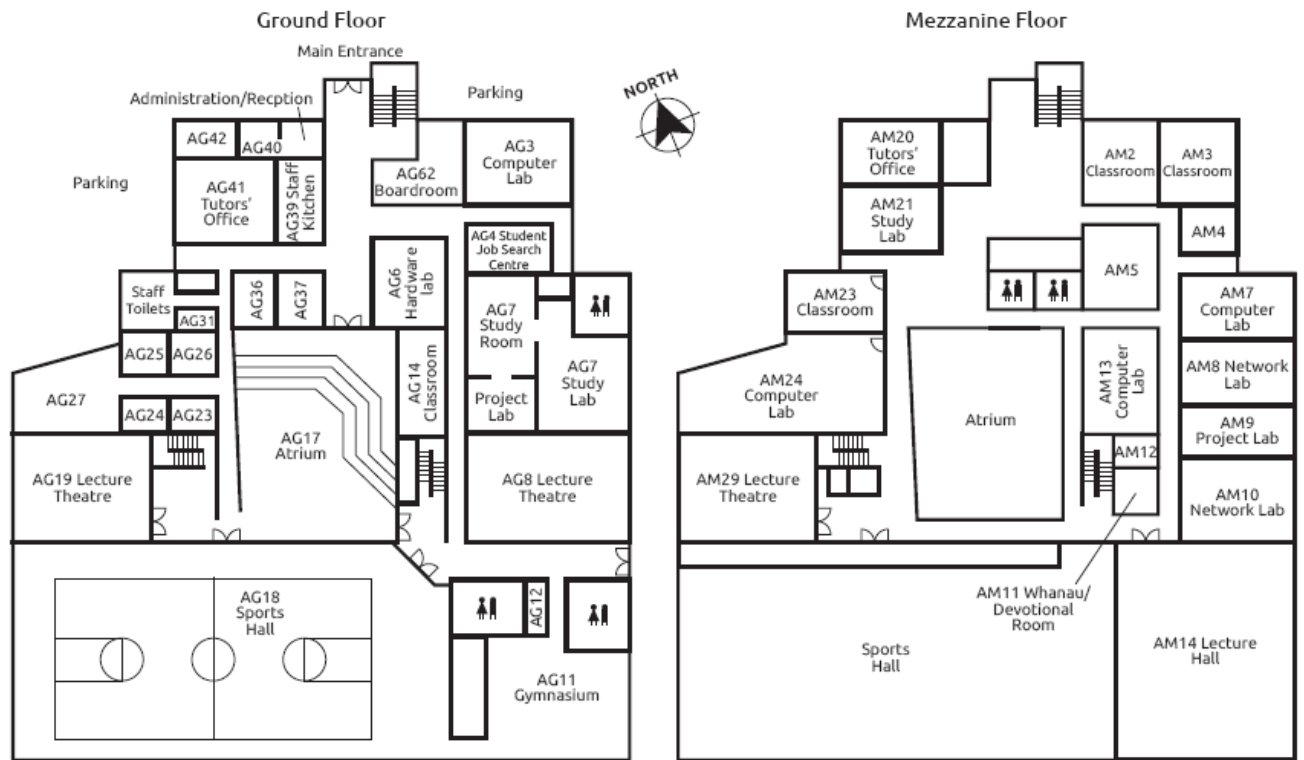 Ground Floor
Main Entrance
Administration/Recption
Parking
Parking
AG42
AG40
AG41
Tutors'
Office
AG39 Staff
Kitchen
AG62
Boardroom
AG3
Computer
Lab
AG4 Student
Job Search
Centre
AG6
Hardware
lab
Staff
Toilets
AG36
AG37
AG31
AG25
AG26
AG7
Study
Room
AG7
Study
Lab
AG14
Classroom
Project
Lab
AG27
AG24
AG23
AG17
Atrium
AG19 Lecture
Theatre
AG8 Lecture
Theatre
AG18
Sports
Hall
AG12
AG11
Gymnasium
NORTH
Mezzanine Floor
AM20
Tutors'
Office
AM2
Classroom
AM3
Classroom
AM21
Study
Lab
AM4
AM5
AM23
Classroom
AM7
Computer
Lab
AM24
Computer
Lab
AM13
Computer
Lab
AM8 Network
Lab
Atrium
AM9
Project Lab
AM12
AM29 Lecture
Theatre
AM10
Network Lab
AM11 Whanau/
Devotional
Room
Sports
Hall
AM14 Lecture
Hall